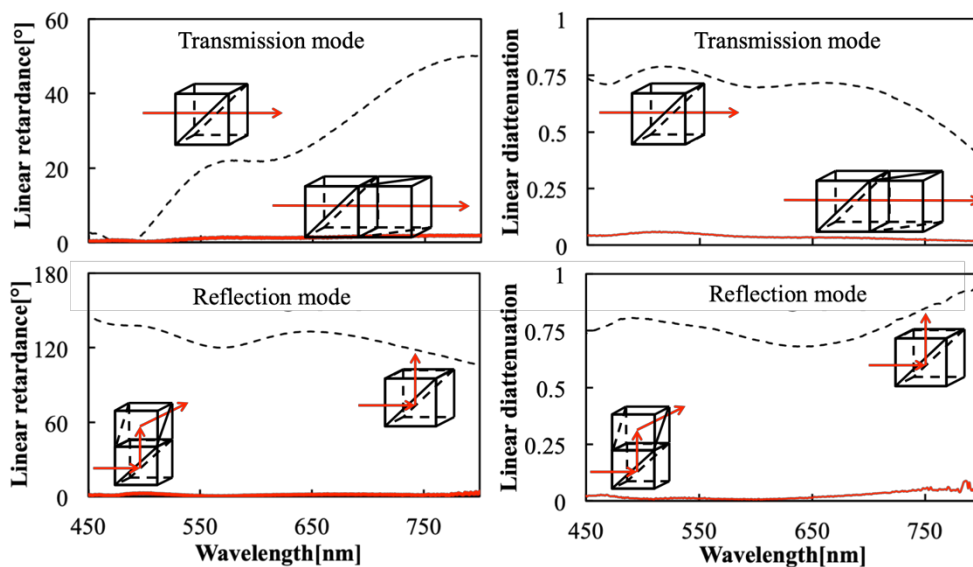 Linear retardance[°]
60
40
20
0
Transmission mode
Linear diattenuation
1
0.75
0.5
0.25
0
Transmission mode
Linear retardance[°]
180
120
60
0
Reflection mode
450
550
650
750
Wavelength[nm]
Linear diattenuation
1
0.75
0.5
0.25
0
Reflection mode
450
550
650
750
Wavelength[nm]